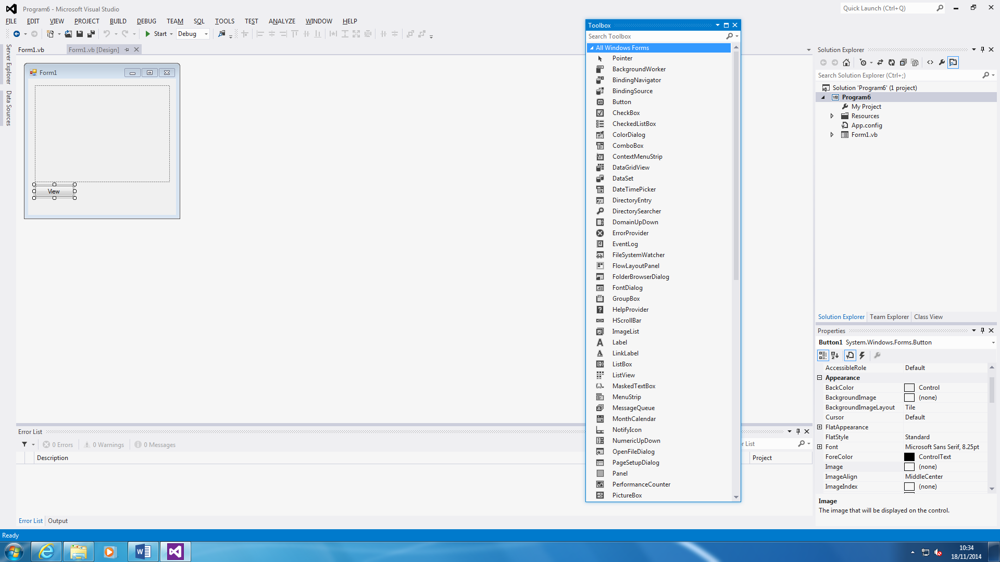 Program6 - Microsoft Visual Studio
Quick Launch (Ctrl+Q)
FILE EDIT VIEW PROJECT BUILD DEBUG TEAM SQL TOOLS TEST ANALYZE WINDOW HELP
Start Debug
Server Explorer
Data Sources
Form1.vb
Form1.vb [Design]
Form1
View
Toolbox
Search Toolbox
All Windows Forms
Pointer
BackgroundWorker
BindingNavigator
BindingSource
Button
CheckBox
CheckedListBox
ColorDialog
ComboBox
ContextMenuStrip
DataGridView
DataSet
DateTimePicker
DirectoryEntry
DirectorySearcher
DomainUpDown
ErrorProvider
EventLog
FileSystemWatcher
FlowLayoutPanel
FolderBrowserDialog
FontDialog
GroupBox
HelpProvider
HScrollBar
ImageList
Label
LinkLabel
ListBox
ListView
MaskedTextBox
MenuStrip
MessageQueue
MonthCalendar
NotifyIcon
NumericUpDown
OpenFileDialog
PageSetupDialog
Panel
PerformanceCounter
PictureBox
Solution Explorer
Search Solution Explorer (Ctrl+;)
Solution 'Program6' (1 project)
VB Program6
My Project
Resources
App.config
Form1.vb
Solution Explorer Team Explorer Class View
Properties
Button1 System.Windows.Forms.Button
AccessibleRole Default
Appearance
BackColor Control
BackgroundImage (none)
BackgroundImageLayout Tile
Cursor Default
FlatAppearance
FlatStyle Standard
Font Microsoft Sans Serif, 8.25pt
ForeColor ControlText
Image (none)
ImageAlign MiddleCenter
ImageIndex (none)
Image
The image that will be displayed on the control.
Error List
0 Errors 0 Warnings 0 Messages
List
Description Project
Error List Output
Ready
10:34
18/11/2014